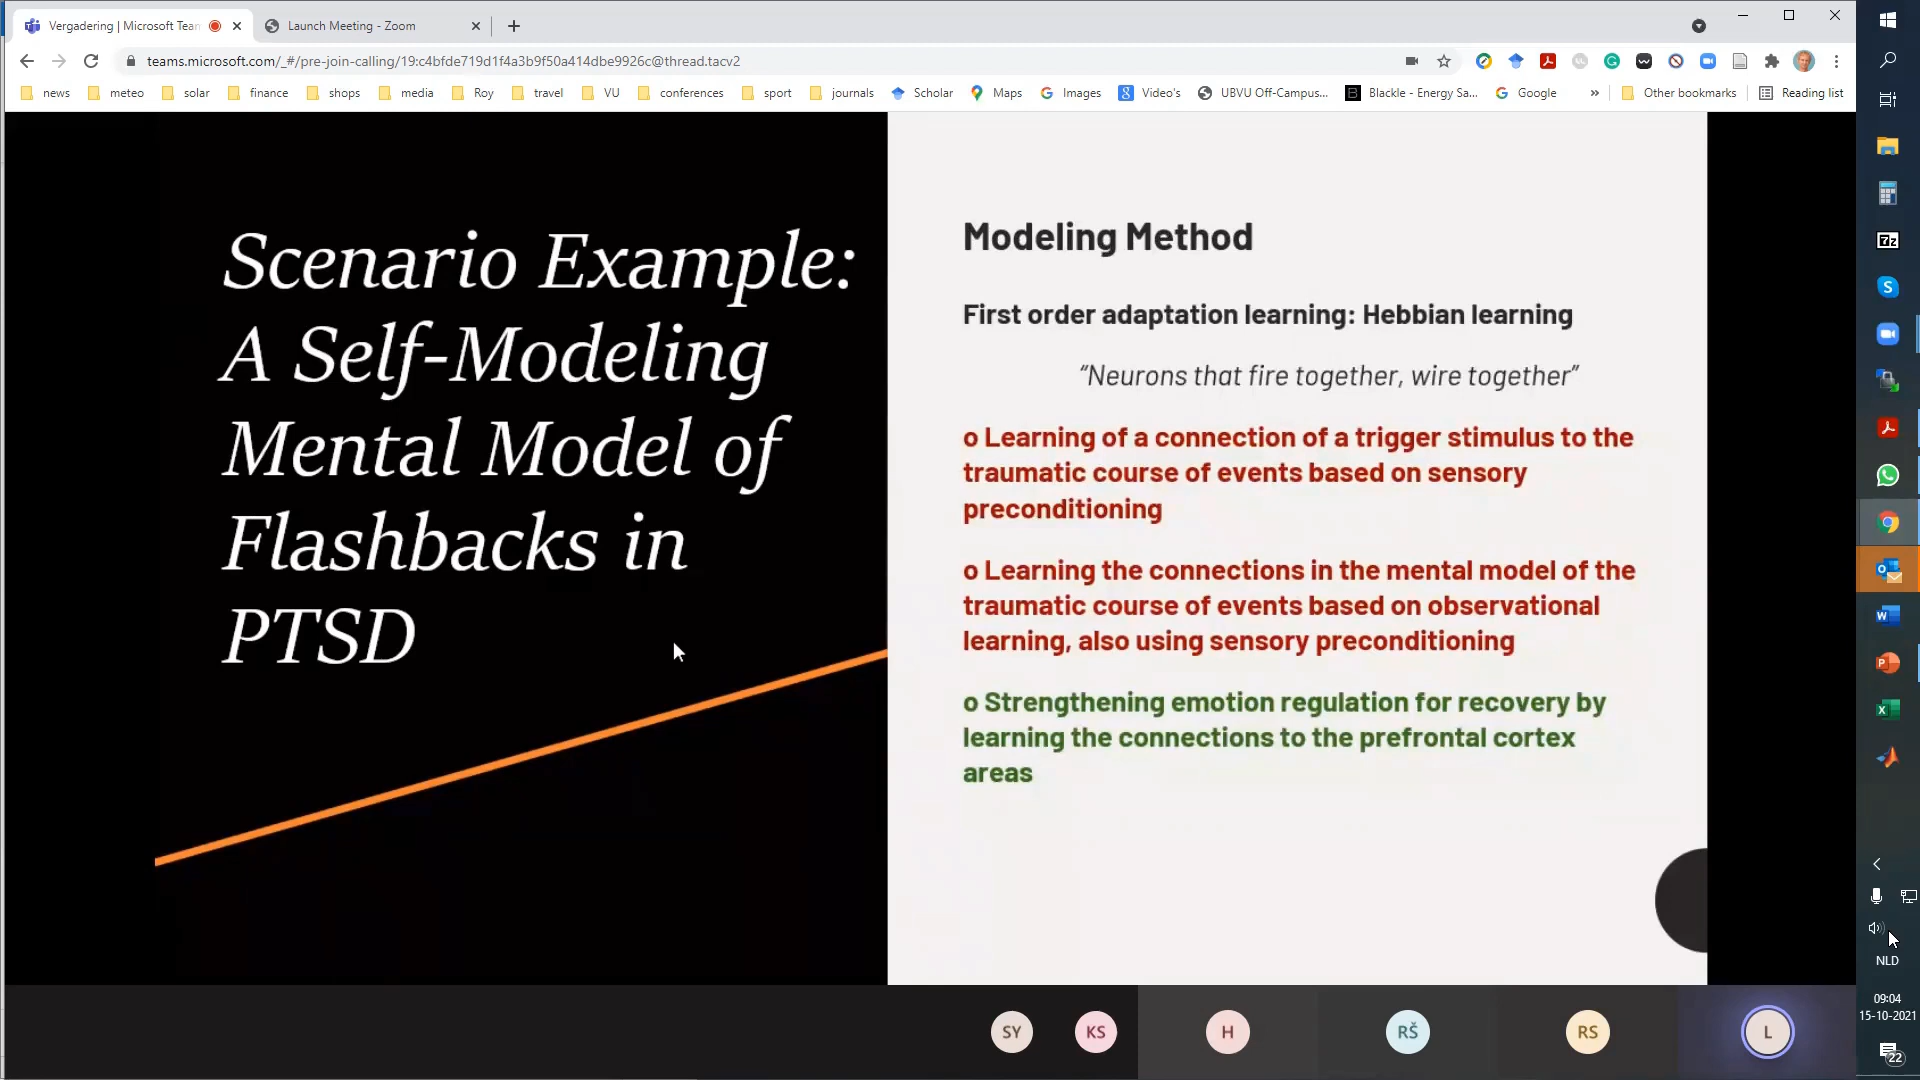 Vergadering | Microsoft Tea
Launch Meeting - Zoom
teams.microsoft.com/_#/pre-join-calling/19:c4bfde719d1f4a3b9f50a414dbe9926c@thread.tacv2
news
meteo
solar
finance
shops
media
Roy
travel
VU
conferences
sport
journals
Scholar
Maps
Images
Video's
UBVU Off-Campus...
Blackle - Energy Sa...
Google
Other bookmarks
Reading list
Scenario Example:
A Self-Modeling
Mental Model of
Flashbacks in
PTSD
Modeling Method
First order adaptation learning: Hebbian learning
“Neurons that fire together, wire together”
o Learning of a connection of a trigger stimulus to the
traumatic course of events based on sensory
preconditioning
o Learning the connections in the mental model of the
traumatic course of events based on observational
learning, also using sensory preconditioning
o Strengthening emotion regulation for recovery by
learning the connections to the prefrontal cortex
areas
SY
KS
H
RŠ
RS
L
NLD
09:04
15-10-2021
22